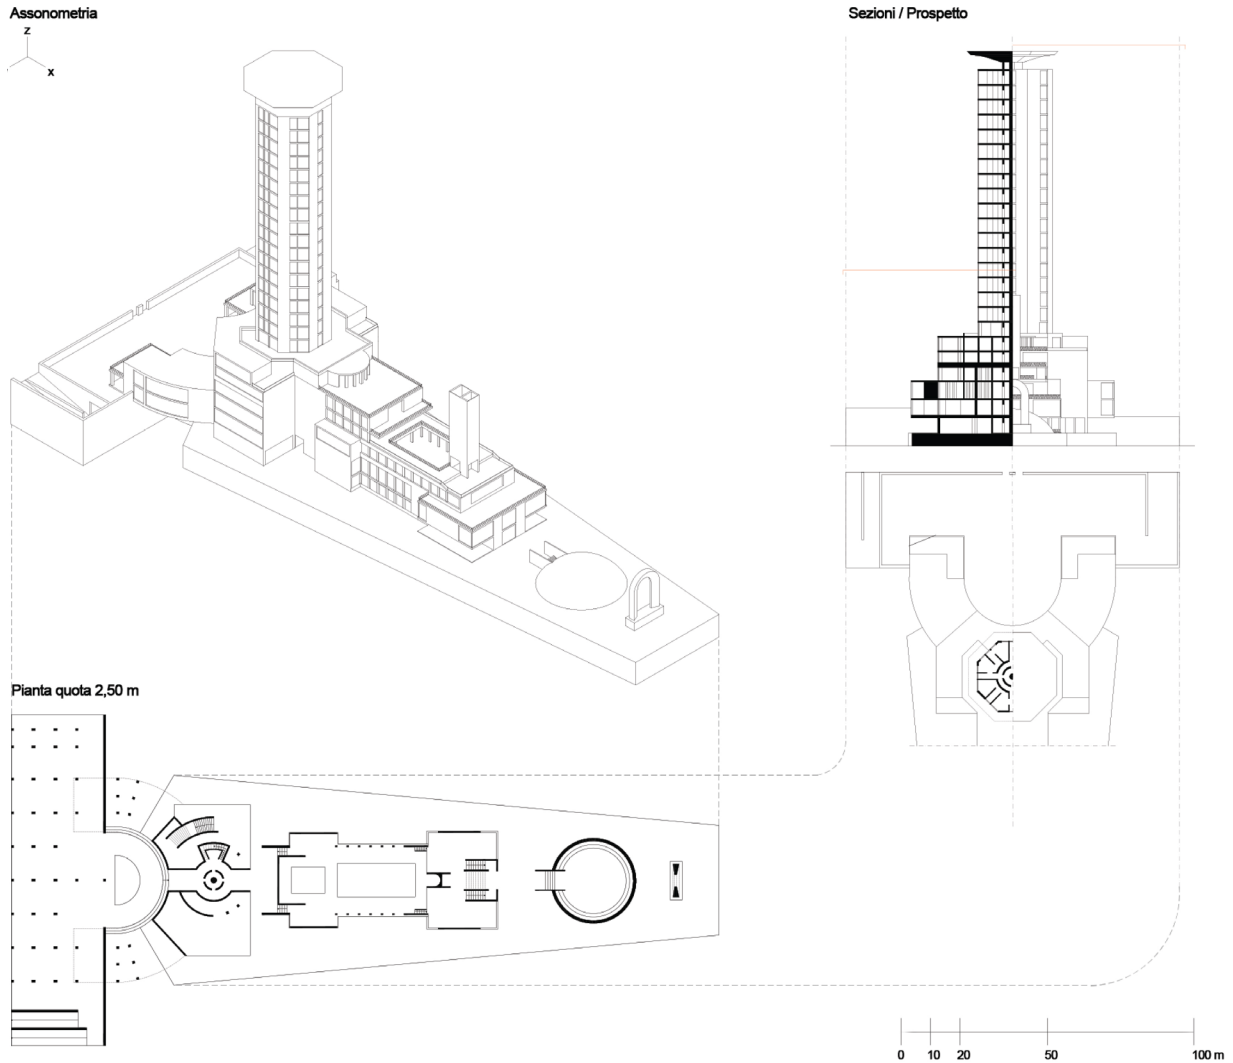 Assonometria
z
x
Sezioni / Prospetto
Pianta quota 2,50 m
0 10 20 50 100 m